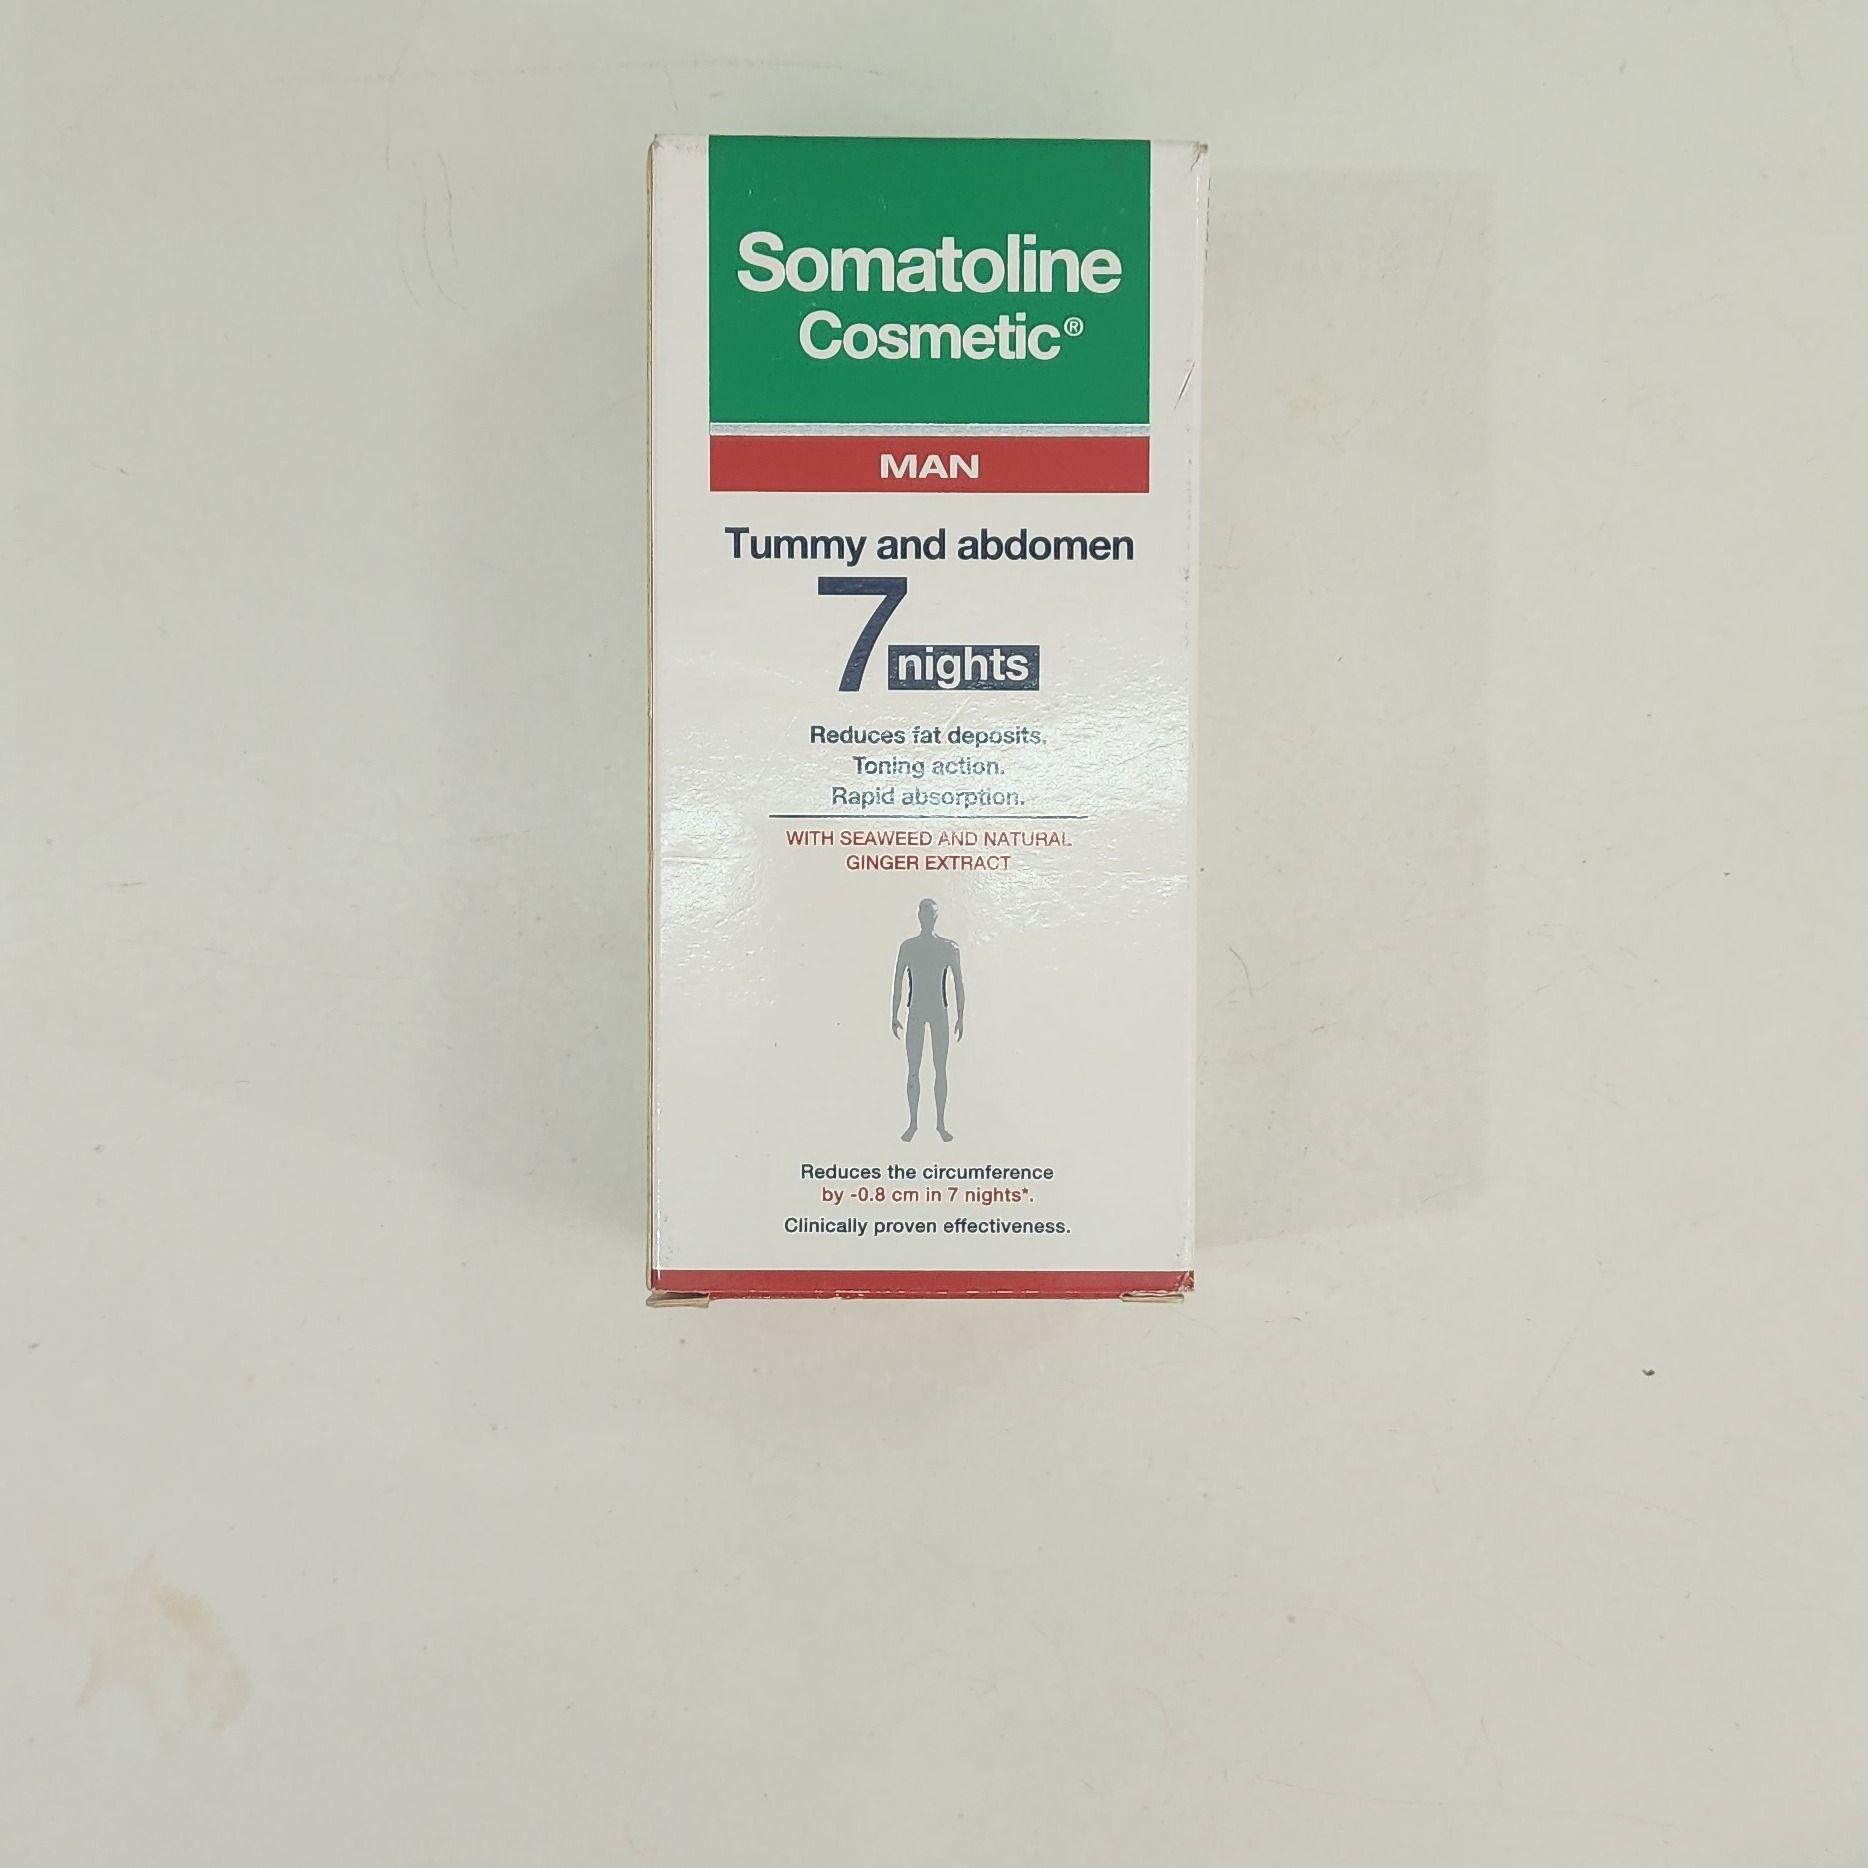 Somatoline
Cosmetic®
MAN
Tummy and abdomen
7 nights
Reduces fat deposits.
Toning action.
Rapid absorption.
WITH SEAWEED AND NATURAL
GINGER EXTRACT
Reduces the circumference
by -0.8 cm in 7 nights*.
Clinically proven effectiveness.